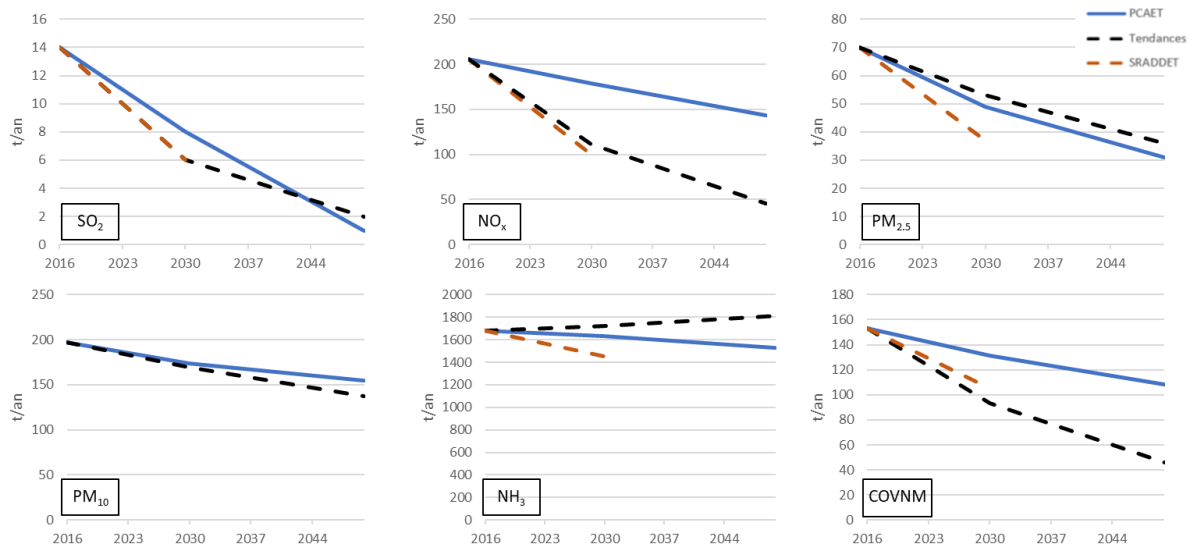 16
14
12
10
8
6
4
2
0
t/an
SO₂
2016 2023 2030 2037 2044
250
200
150
100
50
0
t/an
NOₓ
2016 2023 2030 2037 2044
80
70
60
50
40
30
20
10
0
t/an
PM₂.₅
2016 2023 2030 2037 2044
PCAET
Tendances
SRADDET
250
200
150
100
50
0
t/an
PM₁₀
2016 2023 2030 2037 2044
2000
1800
1600
1400
1200
1000
800
600
400
200
0
t/an
NH₃
2016 2023 2030 2037 2044
180
160
140
120
100
80
60
40
20
0
t/an
COVNM
2016 2023 2030 2037 2044